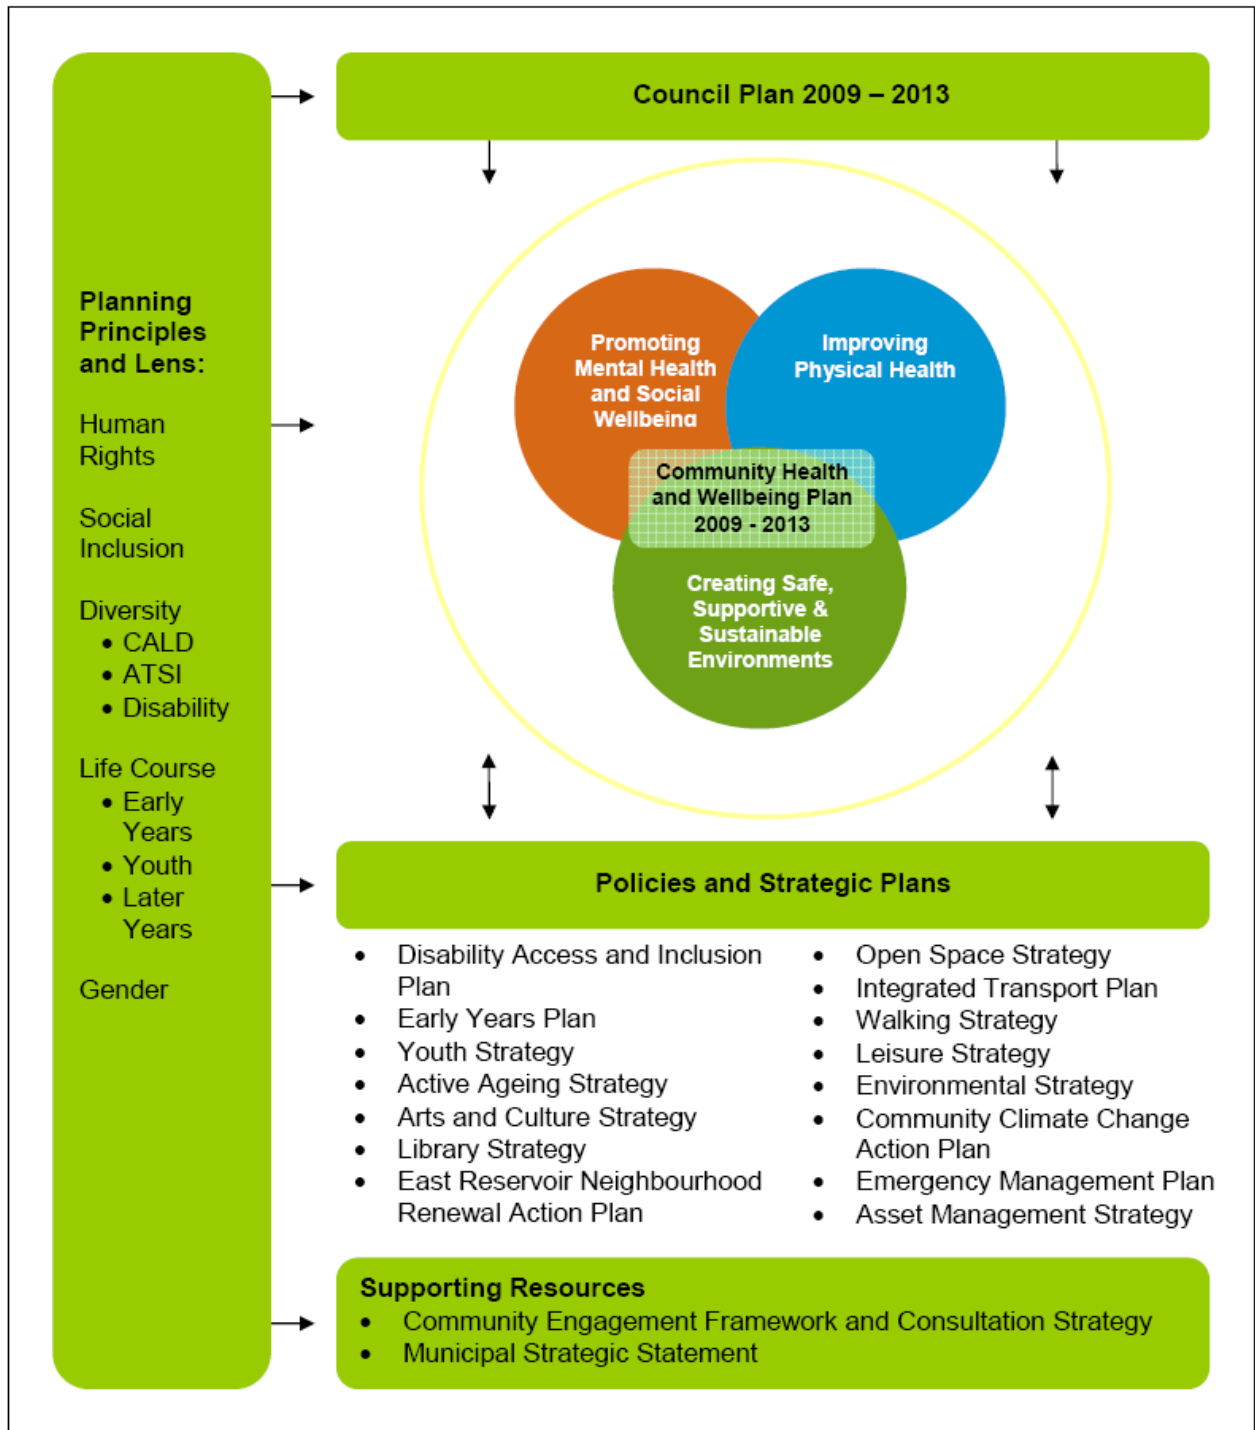 Council Plan 2009 – 2013
Planning
Principles
and Lens:
Human
Rights
Social
Inclusion
Diversity
• CALD
• ATSI
• Disability
Life Course
• Early
Years
• Youth
• Later
Years
Gender
Promoting
Mental Health
and Social
Wellbeing
Improving
Physical Health
Community Health
and Wellbeing Plan
2009 - 2013
Creating Safe,
Supportive &
Sustainable
Environments
Policies and Strategic Plans
• Disability Access and Inclusion
Plan
• Early Years Plan
• Youth Strategy
• Active Ageing Strategy
• Arts and Culture Strategy
• Library Strategy
• East Reservoir Neighbourhood
Renewal Action Plan
• Open Space Strategy
• Integrated Transport Plan
• Walking Strategy
• Leisure Strategy
• Environmental Strategy
• Community Climate Change
Action Plan
• Emergency Management Plan
• Asset Management Strategy
Supporting Resources
• Community Engagement Framework and Consultation Strategy
• Municipal Strategic Statement